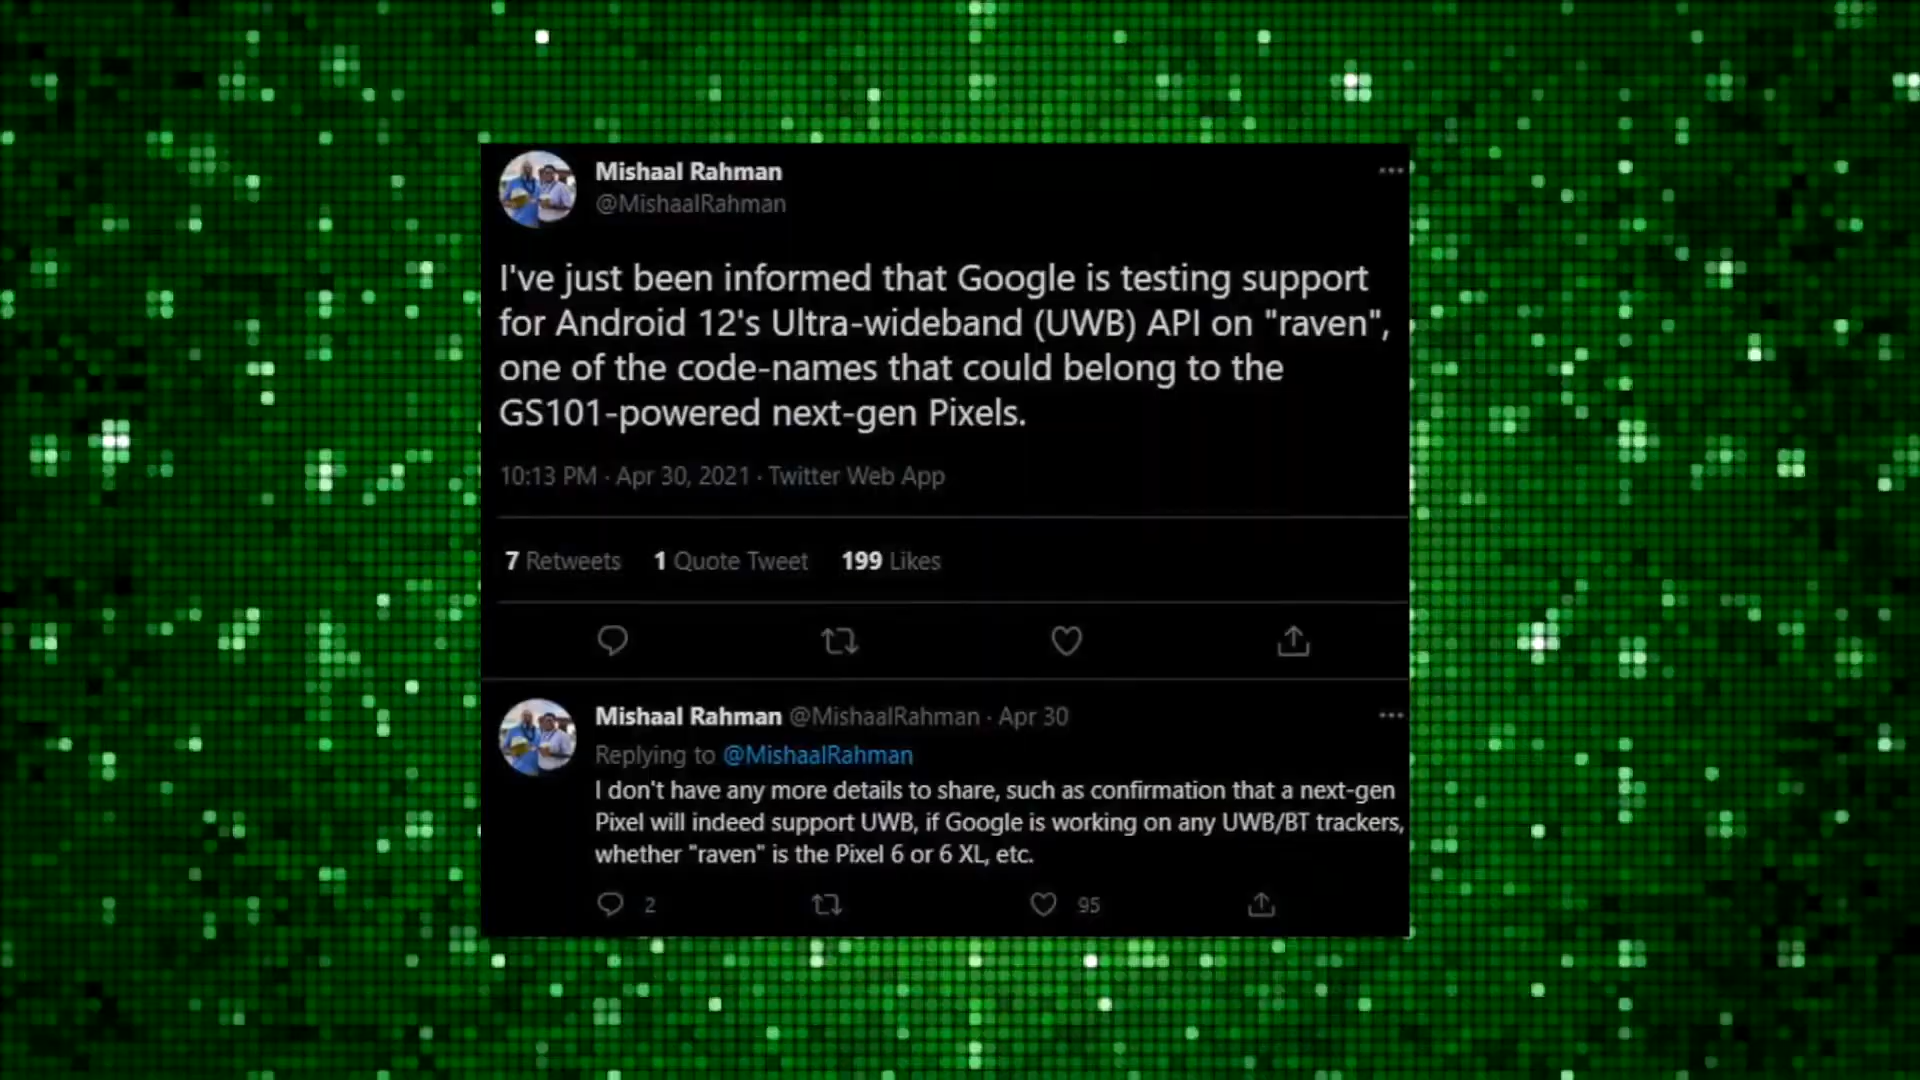 Mishaal Rahman
@MishaalRahman
I've just been informed that Google is testing support
for Android 12's Ultra-wideband (UWB) API on "raven",
one of the code-names that could belong to the
GS101-powered next-gen Pixels.
10:13 PM · Apr 30, 2021 · Twitter Web App
7 Retweets 1 Quote Tweet 199 Likes
Mishaal Rahman @MishaalRahman · Apr 30
Replying to @MishaalRahman
I don't have any more details to share, such as confirmation that a next-gen
Pixel will indeed support UWB, if Google is working on any UWB/BT trackers,
whether "raven" is the Pixel 6 or 6 XL, etc.
2 95